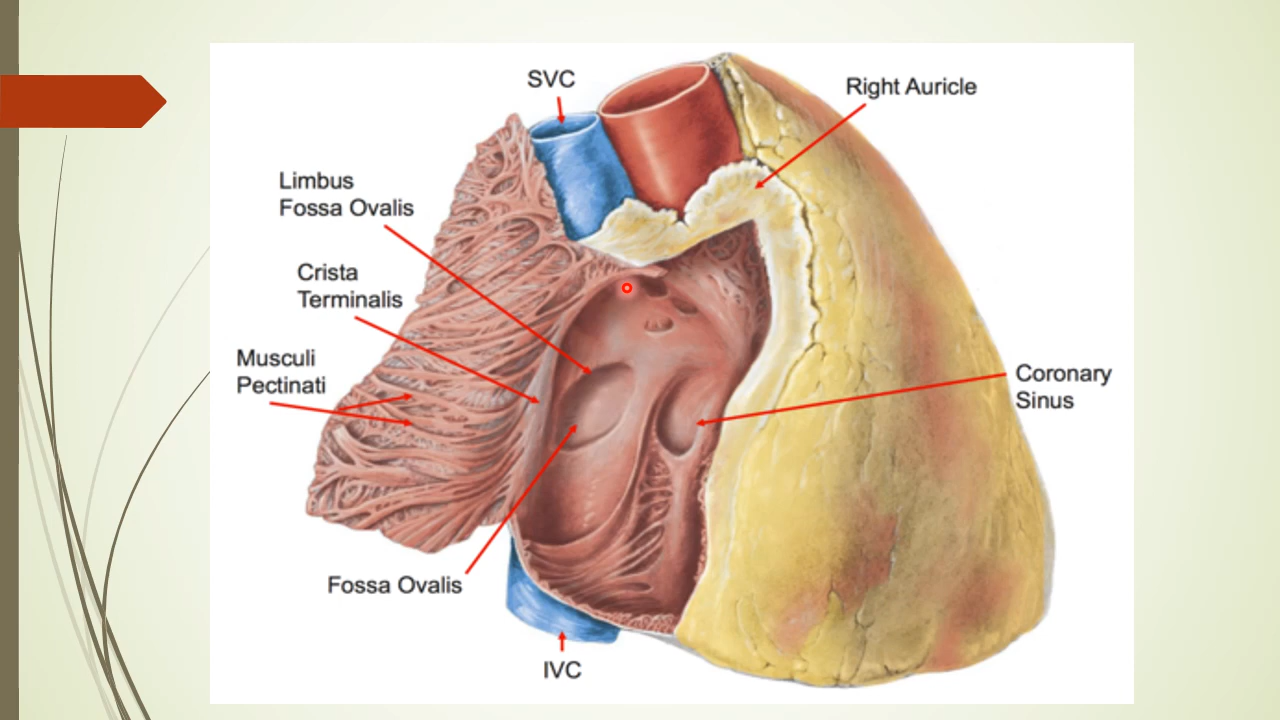 SVC
Right Auricle
Limbus
Fossa Ovalis
Crista
Terminalis
Musculi
Pectinati
Coronary
Sinus
Fossa Ovalis
IVC